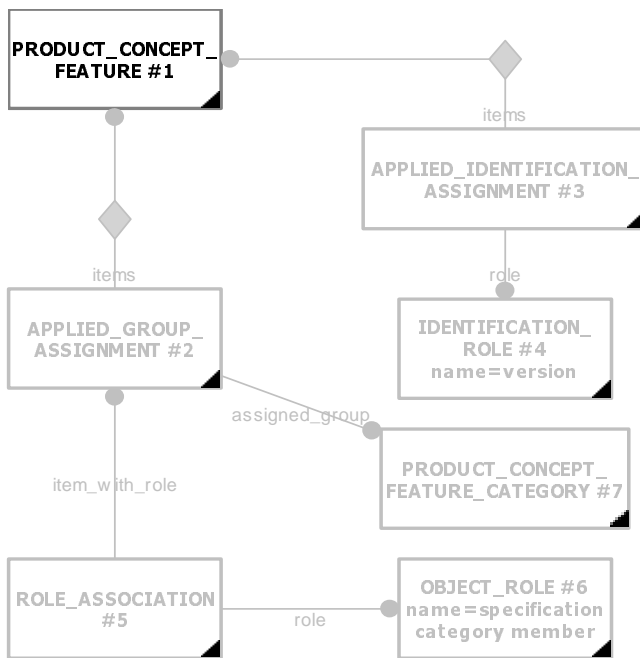 PRODUCT_CONCEPT_
FEATURE #1
items
APPLIED_IDENTIFICATION_
ASSIGNMENT #3
items
role
APPLIED_GROUP_
ASSIGNMENT #2
IDENTIFICATION_
ROLE #4
name=version
assigned_group
PRODUCT_CONCEPT_
FEATURE_CATEGORY #7
item_with_role
ROLE_ASSOCIATION
#5
role
OBJECT_ROLE #6
name=specification
category member